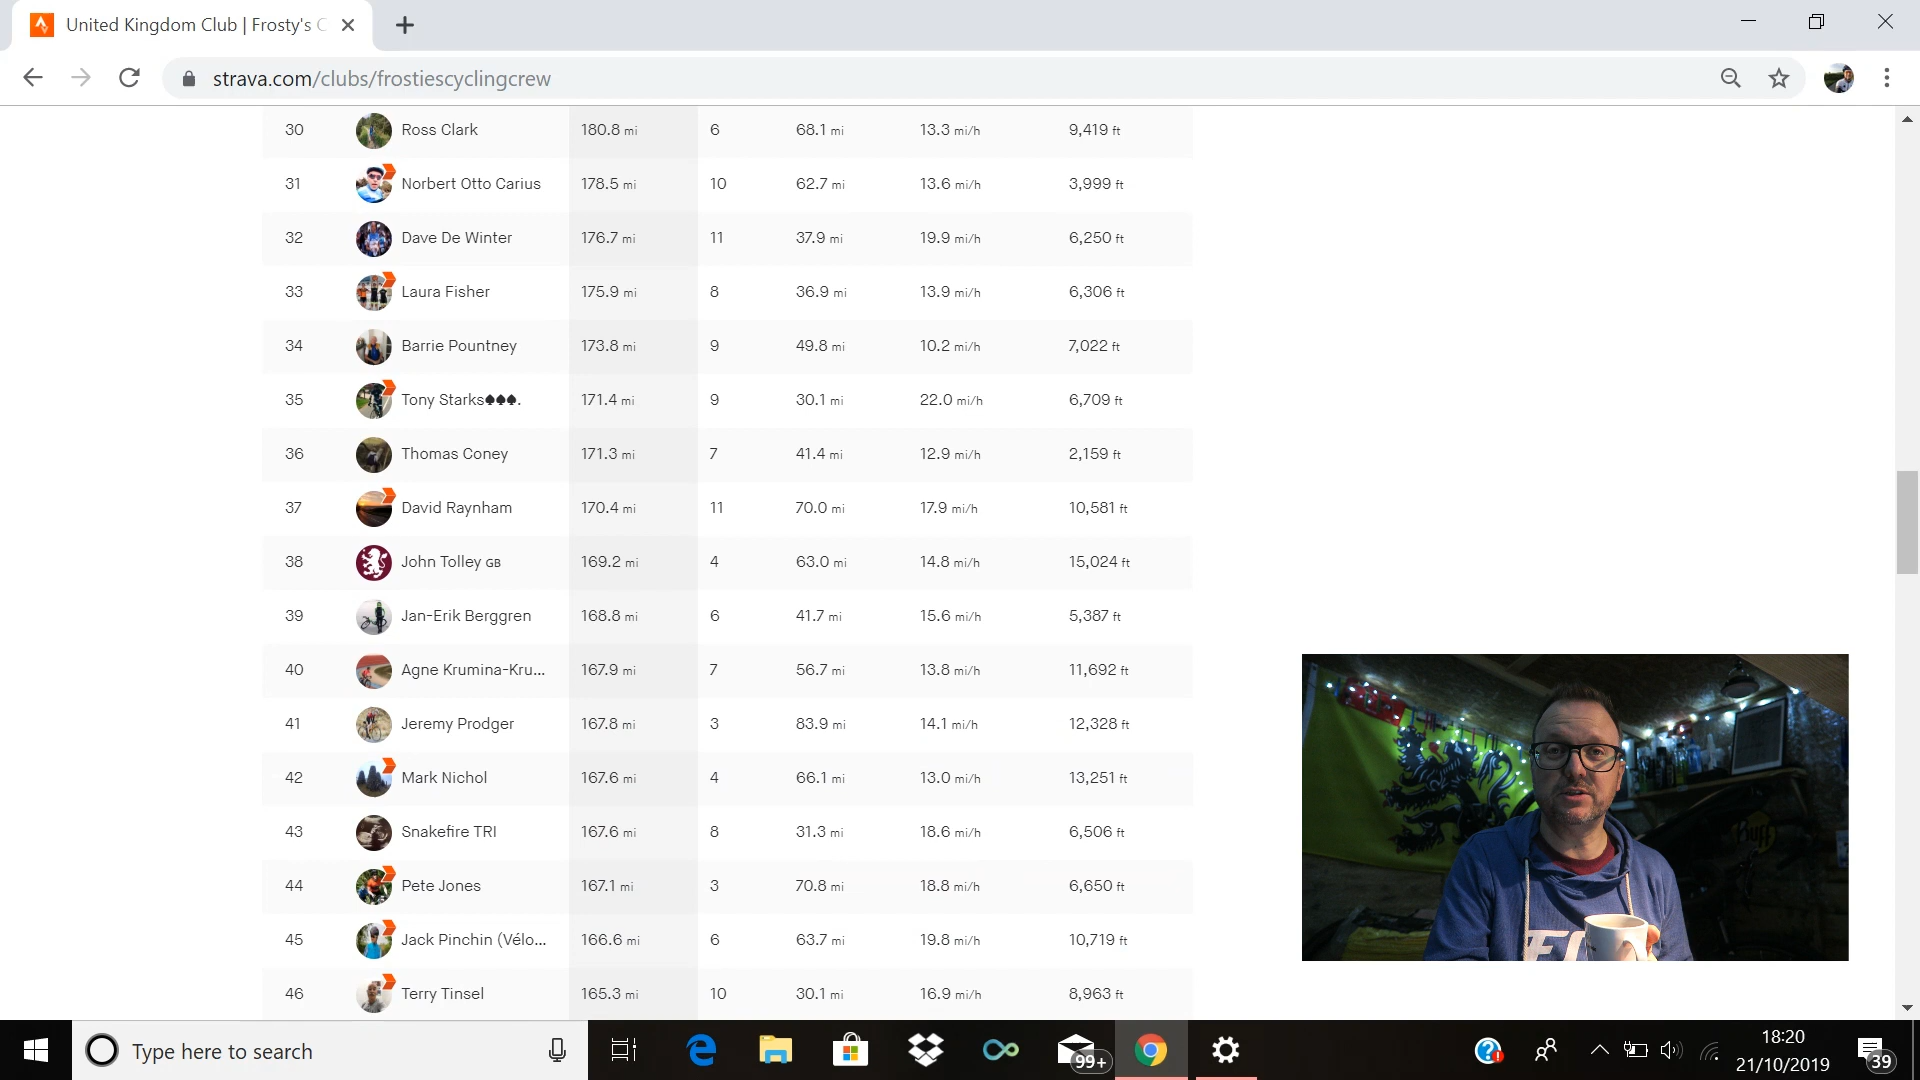 United Kingdom Club | Frosty's C
strava.com/clubs/frostiescyclingcrew
30 Ross Clark 180.8 mi 6 68.1 mi 13.3 mi/h 9,419 ft
31 Norbert Otto Carius 178.5 mi 10 62.7 mi 13.6 mi/h 3,999 ft
32 Dave De Winter 176.7 mi 11 37.9 mi 19.9 mi/h 6,250 ft
33 Laura Fisher 175.9 mi 8 36.9 mi 13.9 mi/h 6,306 ft
34 Barrie Pountney 173.8 mi 9 49.8 mi 10.2 mi/h 7,022 ft
35 Tony Starks♠♠♠. 171.4 mi 9 30.1 mi 22.0 mi/h 6,709 ft
36 Thomas Coney 171.3 mi 7 41.4 mi 12.9 mi/h 2,159 ft
37 David Raynham 170.4 mi 11 70.0 mi 17.9 mi/h 10,581 ft
38 John Tolley GB 169.2 mi 4 63.0 mi 14.8 mi/h 15,024 ft
39 Jan-Erik Berggren 168.8 mi 6 41.7 mi 15.6 mi/h 5,387 ft
40 Agne Krumina-Kru... 167.9 mi 7 56.7 mi 13.8 mi/h 11,692 ft
41 Jeremy Prodger 167.8 mi 3 83.9 mi 14.1 mi/h 12,328 ft
42 Mark Nichol 167.6 mi 4 66.1 mi 13.0 mi/h 13,251 ft
43 Snakefire TRI 167.6 mi 8 31.3 mi 18.6 mi/h 6,506 ft
44 Pete Jones 167.1 mi 3 70.8 mi 18.8 mi/h 6,650 ft
45 Jack Pinchin (Vélo... 166.6 mi 6 63.7 mi 19.8 mi/h 10,719 ft
46 Terry Tinsel 165.3 mi 10 30.1 mi 16.9 mi/h 8,963 ft
Buff
Type here to search
99+
18:20
21/10/2019
39